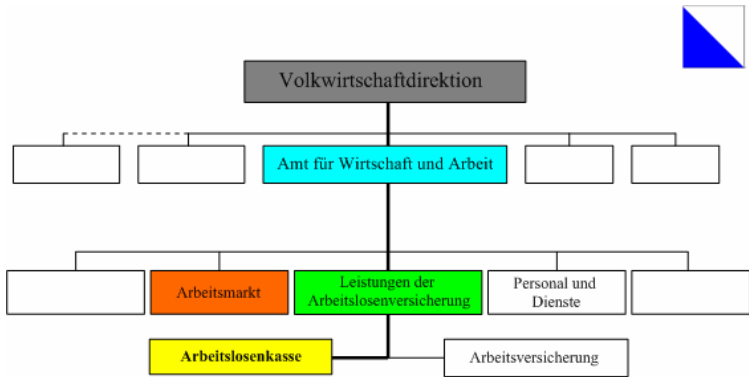 Volkwirtschaftdirektion
Amt für Wirtschaft und Arbeit
Arbeitsmarkt
Leistungen der
Arbeitslosenversicherung
Personal und
Dienste
Arbeitslosenkasse
Arbeitsversicherung